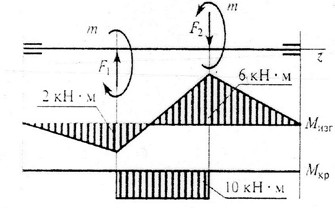 m m
F₂
F₁ z
2 кН · м 6 кН · м
Mизг
Mкр
10 кН · м